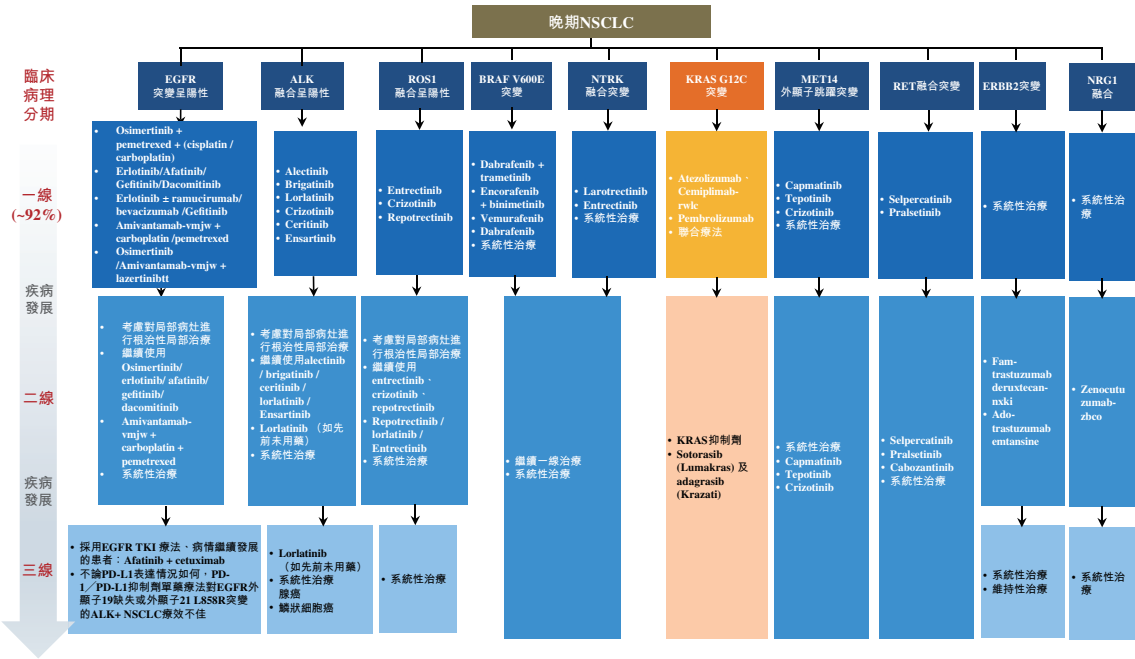 晚期NSCLC
臨床
病理
分期
EGFR
突變呈陽性
ALK
融合呈陽性
ROS1
融合呈陽性
BRAF V600E
突變
NTRK
融合突變
KRAS G12C
突變
MET14
外顯子跳躍突變
RET融合突變
ERBB2突變
NRG1
融合
一線
(~92%)
• Osimertinib +
pemetrexed + (cisplatin /
carboplatin)
• Erlotinib/Afatinib/
Gefitinib/Dacomitinib
• Erlotinib ± ramucirumab/
bevacizumab /Gefitinib
• Amivantamab-vmjw +
carboplatin /pemetrexed
• Osimertinib
/Amivantamab-vmjw +
lazertinibtt
• Alectinib
• Brigatinib
• Lorlatinib
• Crizotinib
• Ceritinib
• Ensartinib
• Entrectinib
• Crizotinib
• Repotrectinib
• Dabrafenib +
trametinib
• Encorafenib
+ binimetinib
• Vemurafenib
• Dabrafenib
• 系統性治療
• Larotrectinib
• Entrectinib
• 系統性治療
• Atezolizumab、
Cemiplimab-
rwlc
• Pembrolizumab
• 聯合療法
• Capmatinib
• Tepotinib
• Crizotinib
• 系統性治療
• Selpercatinib
• Pralsetinib
• 系統性治療
• 系統性治
療
疾病
發展
二線
• 考慮對局部病灶進
行根治性局部治療
• 繼續使用
Osimertinib/
erlotinib/ afatinib/
gefitinib/
dacomitinib
• Amivantamab-
vmjw +
carboplatin +
pemetrexed
• 系統性治療
• 考慮對局部病灶進
行根治性局部治療
• 繼續使用alectinib
/ brigatinib /
ceritinib /
lorlatinib /
Ensartinib
• Lorlatinib （如先
前未用藥）
• 系統性治療
• 考慮對局部病灶進
行根治性局部治療
• 繼續使用
entrectinib、
crizotinib、
repotrectinib
• Repotrectinib /
lorlatinib /
Entrectinib
• 系統性治療
• 繼續一線治療
• 系統性治療
• KRAS抑制劑
• Sotorasib
(Lumakras) 及
adagrasib
(Krazati)
• 系統性治療
• Capmatinib
• Tepotinib
• Crizotinib
• Selpercatinib
• Pralsetinib
• Cabozantinib
• 系統性治療
• Fam-
trastuzumab
deruxtecan-
nxki
• Ado-
trastuzumab
emtansine
• Zenocutu
zumab-
zbco
疾病
發展
三線
• 採用EGFR TKI 療法、病情繼續發展
的患者：Afatinib + cetuximab
• 不論PD-L1表達情況如何，PD-
1／PD-L1抑制劑單藥療法對EGFR外
顯子19缺失或外顯子21 L858R突變
的ALK+ NSCLC療效不佳
• Lorlatinib
（如先前未用藥）
• 系統性治療
腺癌
• 鱗狀細胞癌
• 系統性治療
• 系統性治療
• 維持性治療
• 系統性治
療